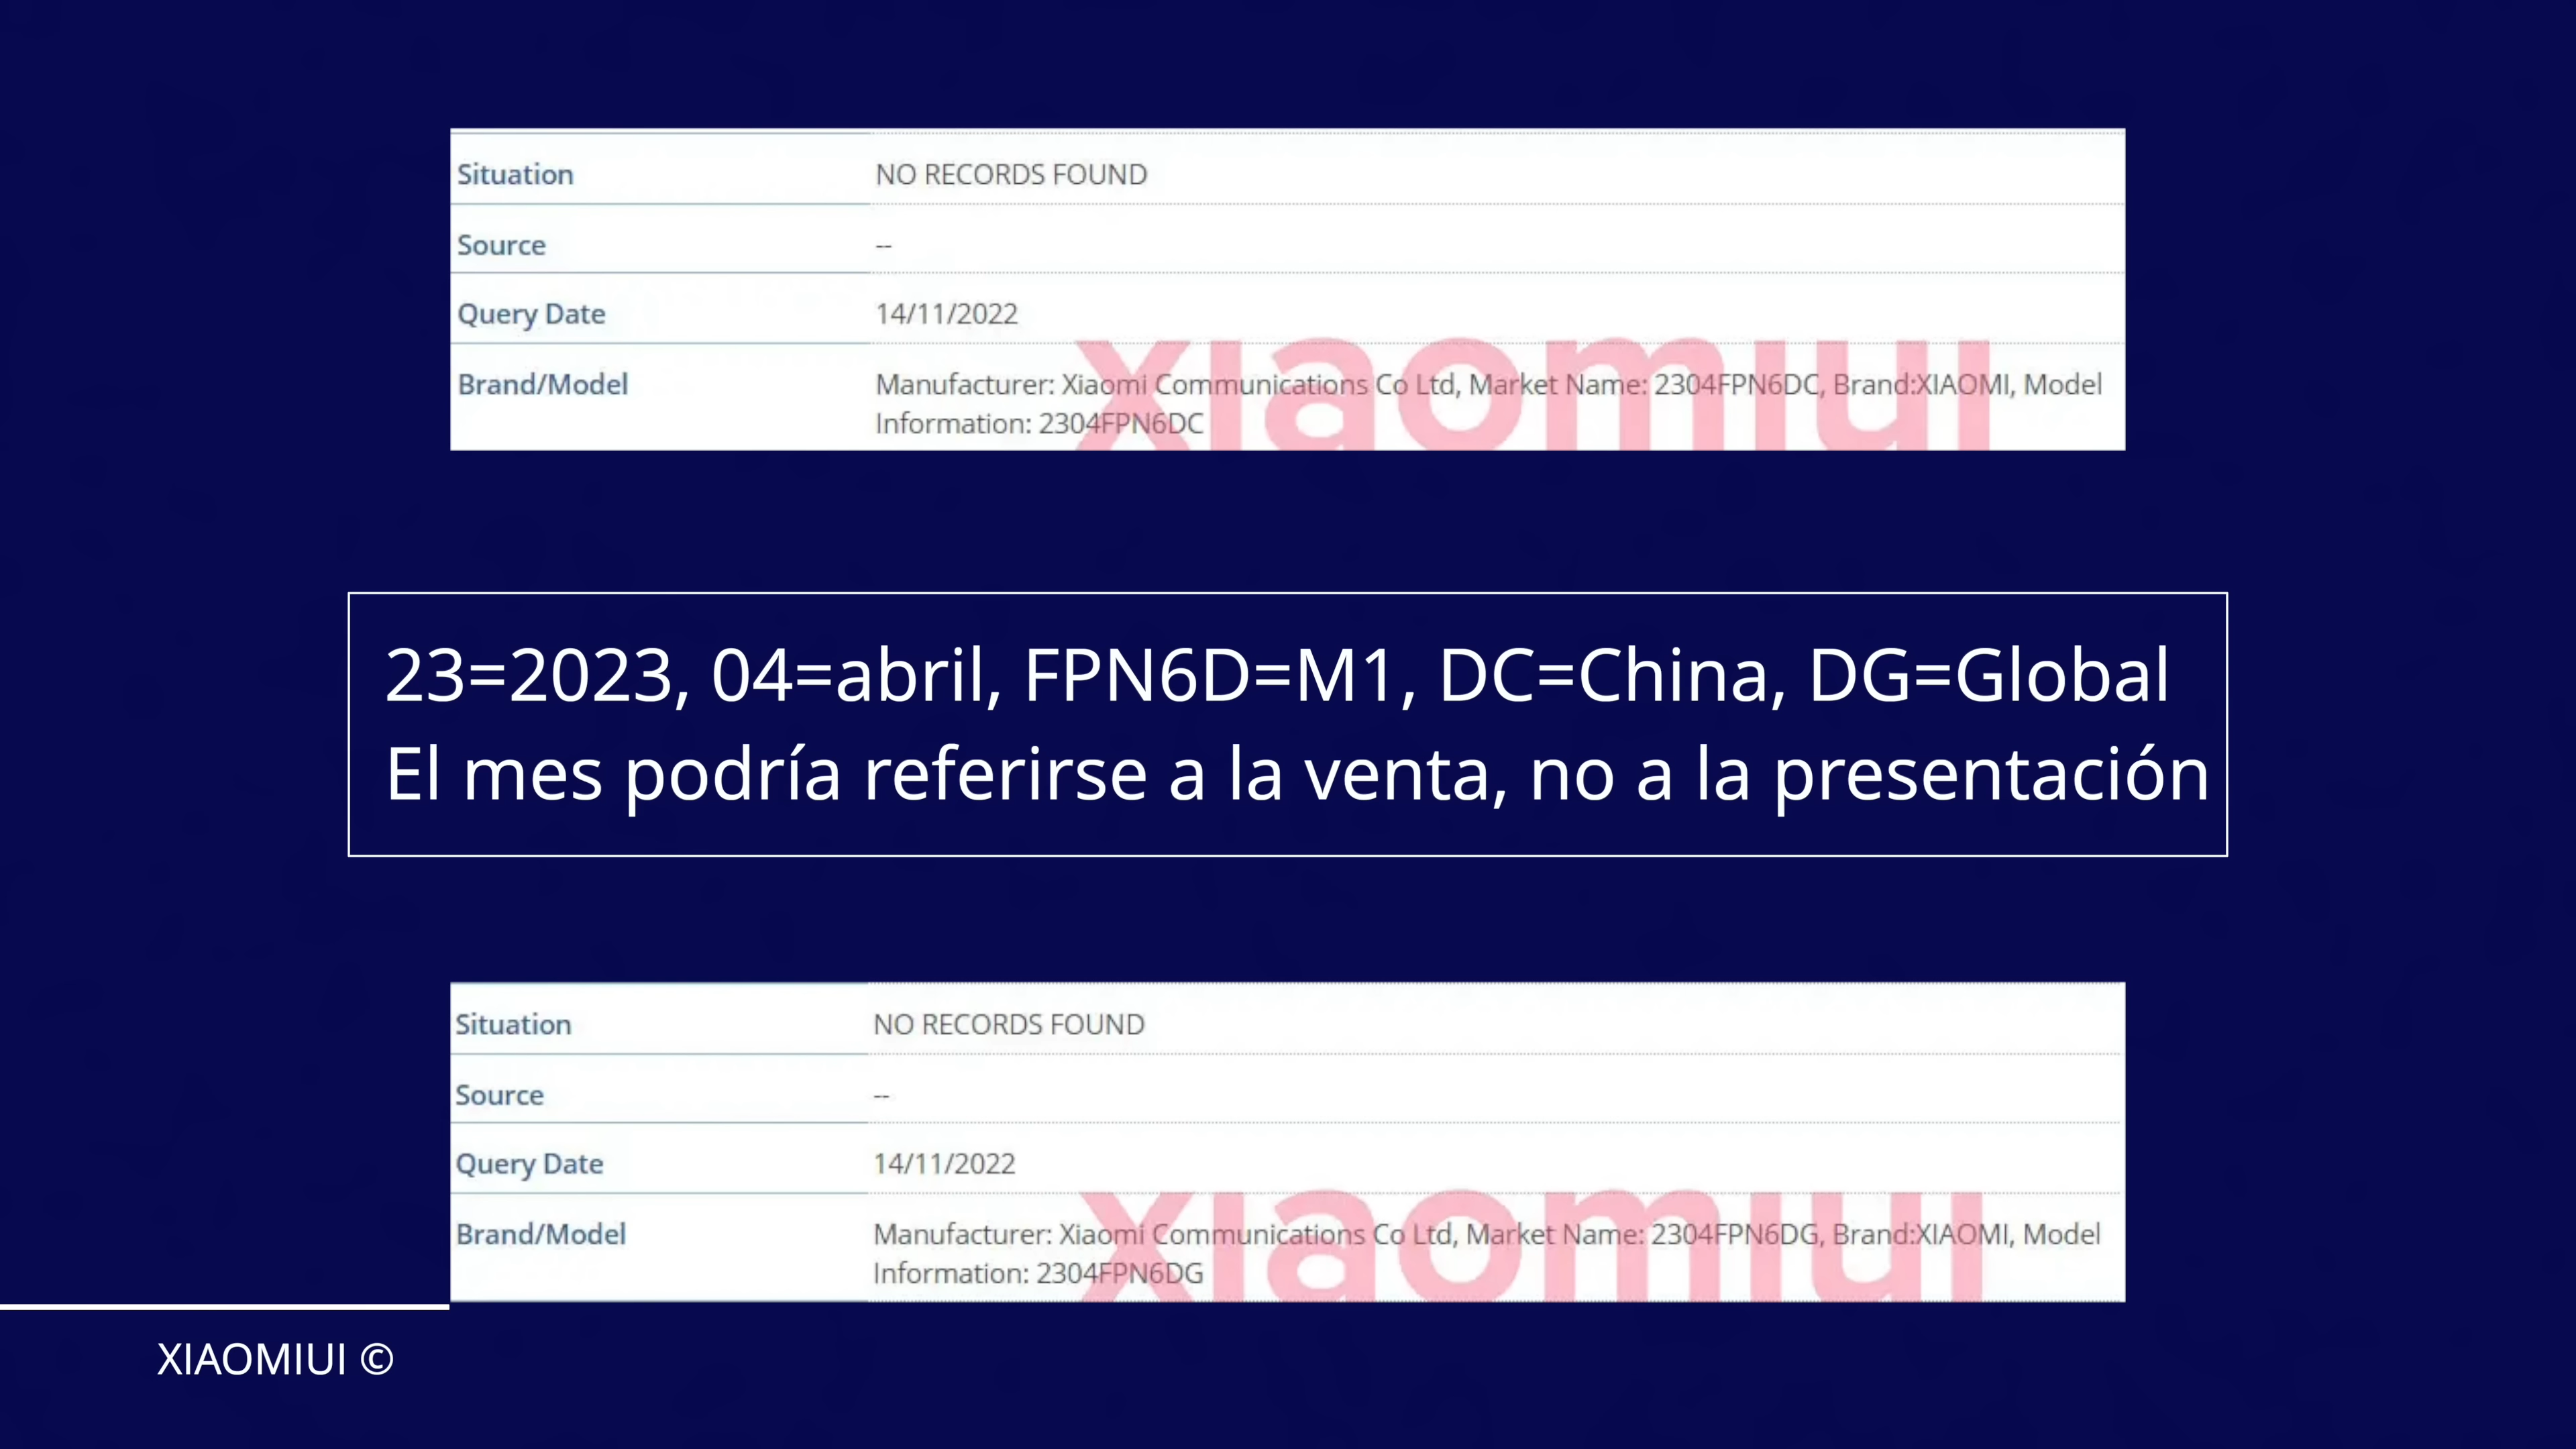 Situation NO RECORDS FOUND
Source --
Query Date 14/11/2022
Brand/Model Manufacturer: Xiaomi Communications Co Ltd, Market Name: 2304FPN6DC, Brand:XIAOMI, Model
Information: 2304FPN6DC
xiaomiui
23=2023, 04=abril, FPN6D=M1, DC=China, DG=Global
El mes podría referirse a la venta, no a la presentación
Situation NO RECORDS FOUND
Source --
Query Date 14/11/2022
Brand/Model Manufacturer: Xiaomi Communications Co Ltd, Market Name: 2304FPN6DG, Brand:XIAOMI, Model
Information: 2304FPN6DG
xiaomiui
XIAOMIUI ©